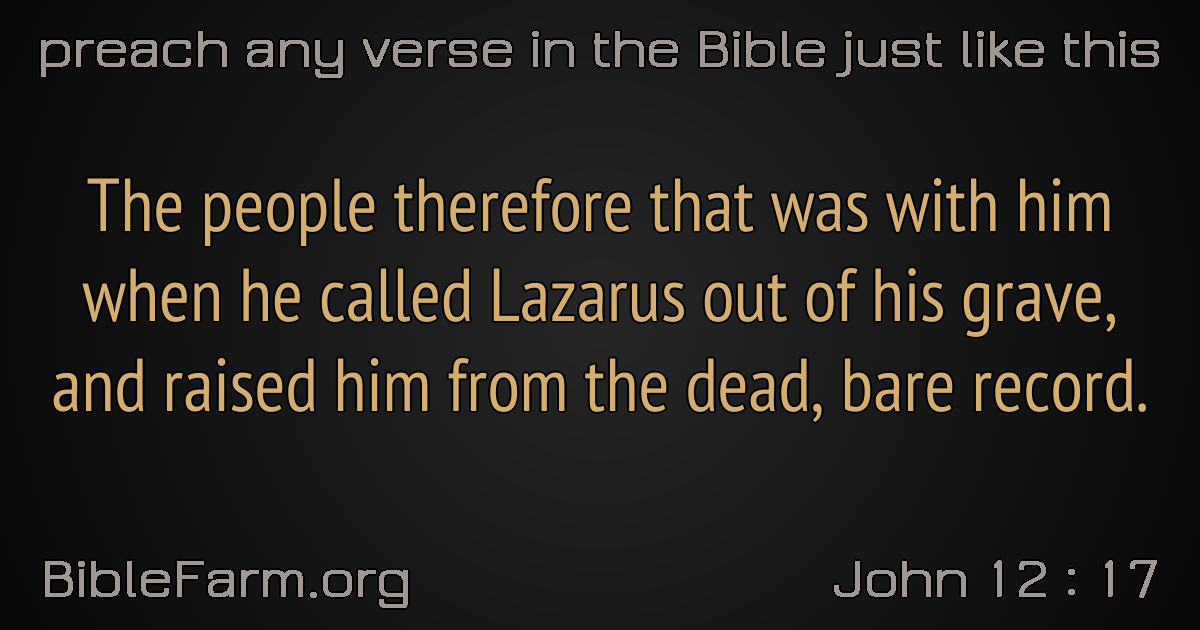 preach any verse in the Bible just like this
The people therefore that was with him
when he called Lazarus out of his grave,
and raised him from the dead, bare record.
BibleFarm.org
John 12 : 17